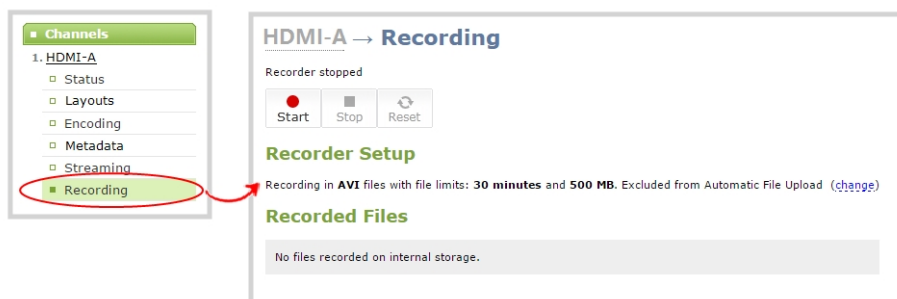 Channels
1. HDMI-A
Status
Layouts
Encoding
Metadata
Streaming
Recording
HDMI-A → Recording
Recorder stopped
Start Stop Reset
Recorder Setup
Recording in AVI files with file limits: 30 minutes and 500 MB. Excluded from Automatic File Upload (change)
Recorded Files
No files recorded on internal storage.